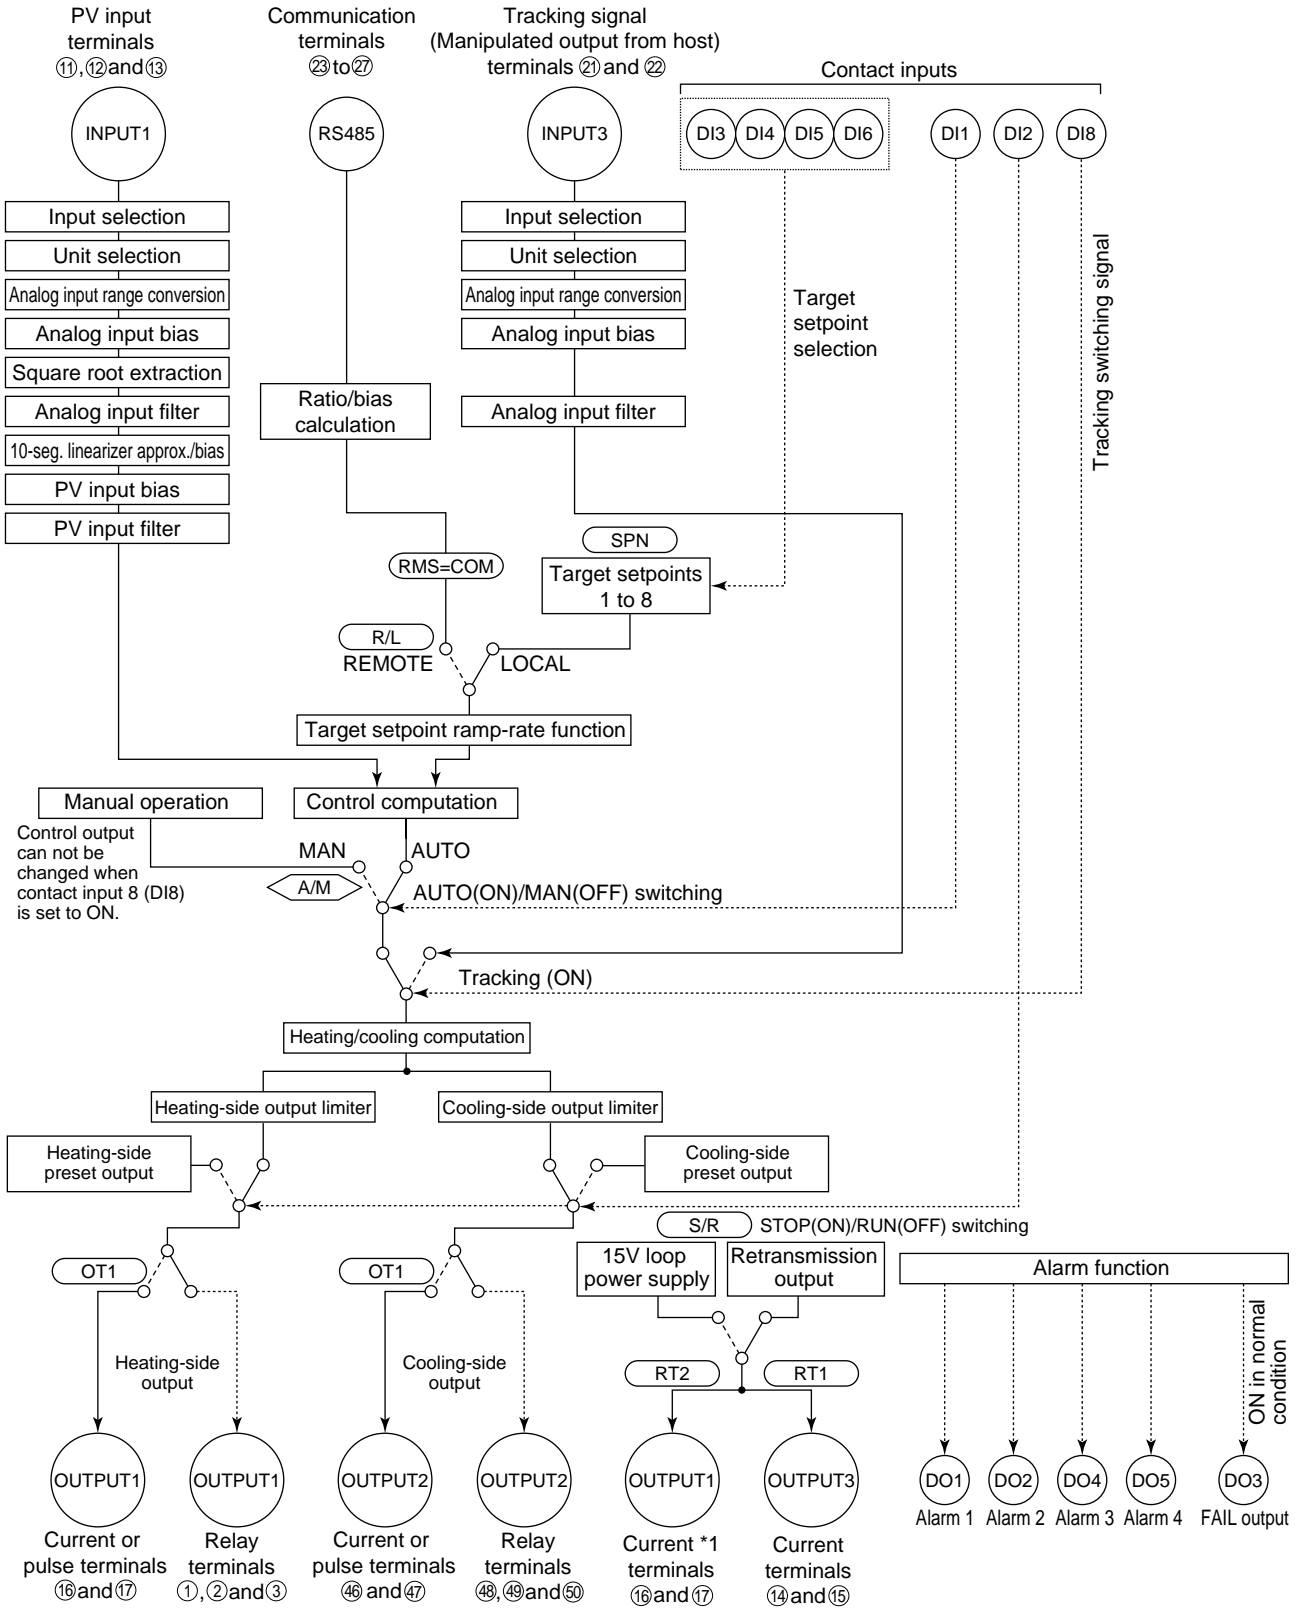 PV input
terminals
⑪,⑫and⑬
Communication
terminals
㉓to㉗
Tracking signal
(Manipulated output from host)
terminals ㉑ and ㉒
Contact inputs
INPUT1
RS485
INPUT3
DI3
DI4
DI5
DI6
DI1
DI2
DI8
Input selection
Unit selection
Analog input range conversion
Analog input bias
Square root extraction
Analog input filter
10-seg. linearizer approx./bias
PV input bias
PV input filter
Ratio/bias
calculation
Input selection
Unit selection
Analog input range conversion
Analog input bias
Analog input filter
Target
setpoint
selection
Tracking switching signal
RMS=COM
SPN
Target setpoints
1 to 8
R/L
REMOTE
LOCAL
Target setpoint ramp-rate function
Manual operation
Control computation
Control output
can not be
changed when
contact input 8 (DI8)
is set to ON.
MAN
AUTO
A/M
AUTO(ON)/MAN(OFF) switching
Tracking (ON)
Heating/cooling computation
Heating-side output limiter
Cooling-side output limiter
Heating-side
preset output
Cooling-side
preset output
S/R
STOP(ON)/RUN(OFF) switching
OT1
OT1
15V loop
power supply
Retransmission
output
Alarm function
Heating-side
output
Cooling-side
output
RT2
RT1
ON in normal
condition
OUTPUT1
OUTPUT1
OUTPUT2
OUTPUT2
OUTPUT1
OUTPUT3
DO1
DO2
DO4
DO5
DO3
Alarm 1
Alarm 2
Alarm 3
Alarm 4
FAIL output
Current or
pulse terminals
⑯and⑰
Relay
terminals
①,②and③
Current or
pulse terminals
㊻ and ㊼
Relay
terminals
㊽,㊾and㊿
Current *1
terminals
⑯and ⑰
Current
terminals
⑭and ⑮